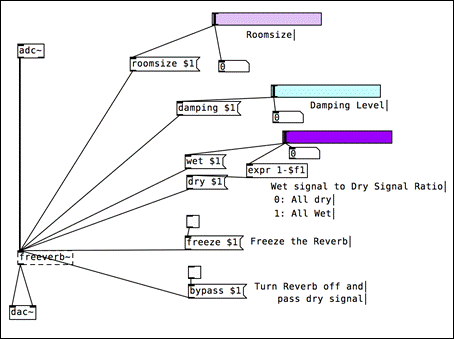 Roomsize
adc~
roomsize $1
0
damping $1
Damping Level
0
wet $1
0
expr 1-$f1
dry $1
Wet signal to Dry Signal Ratio
0: All dry
1: All Wet
freeze $1
Freeze the Reverb
freeverb~
bypass $1
Turn Reverb off and
pass dry signal
dac~